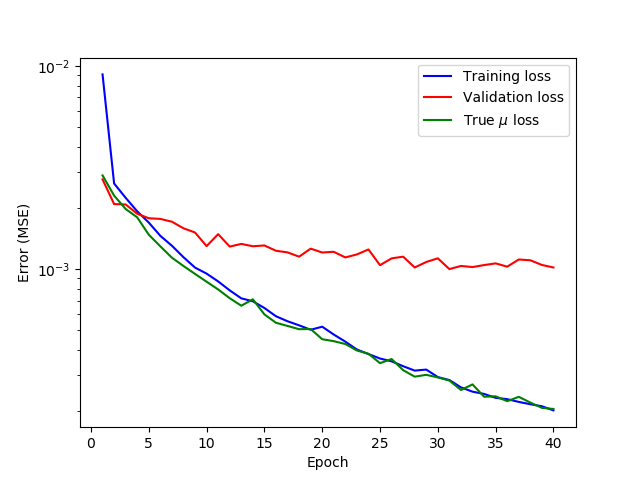 10⁻²
10⁻³
Error (MSE)
Training loss
Validation loss
True μ loss
0 5 10 15 20 25 30 35 40
Epoch